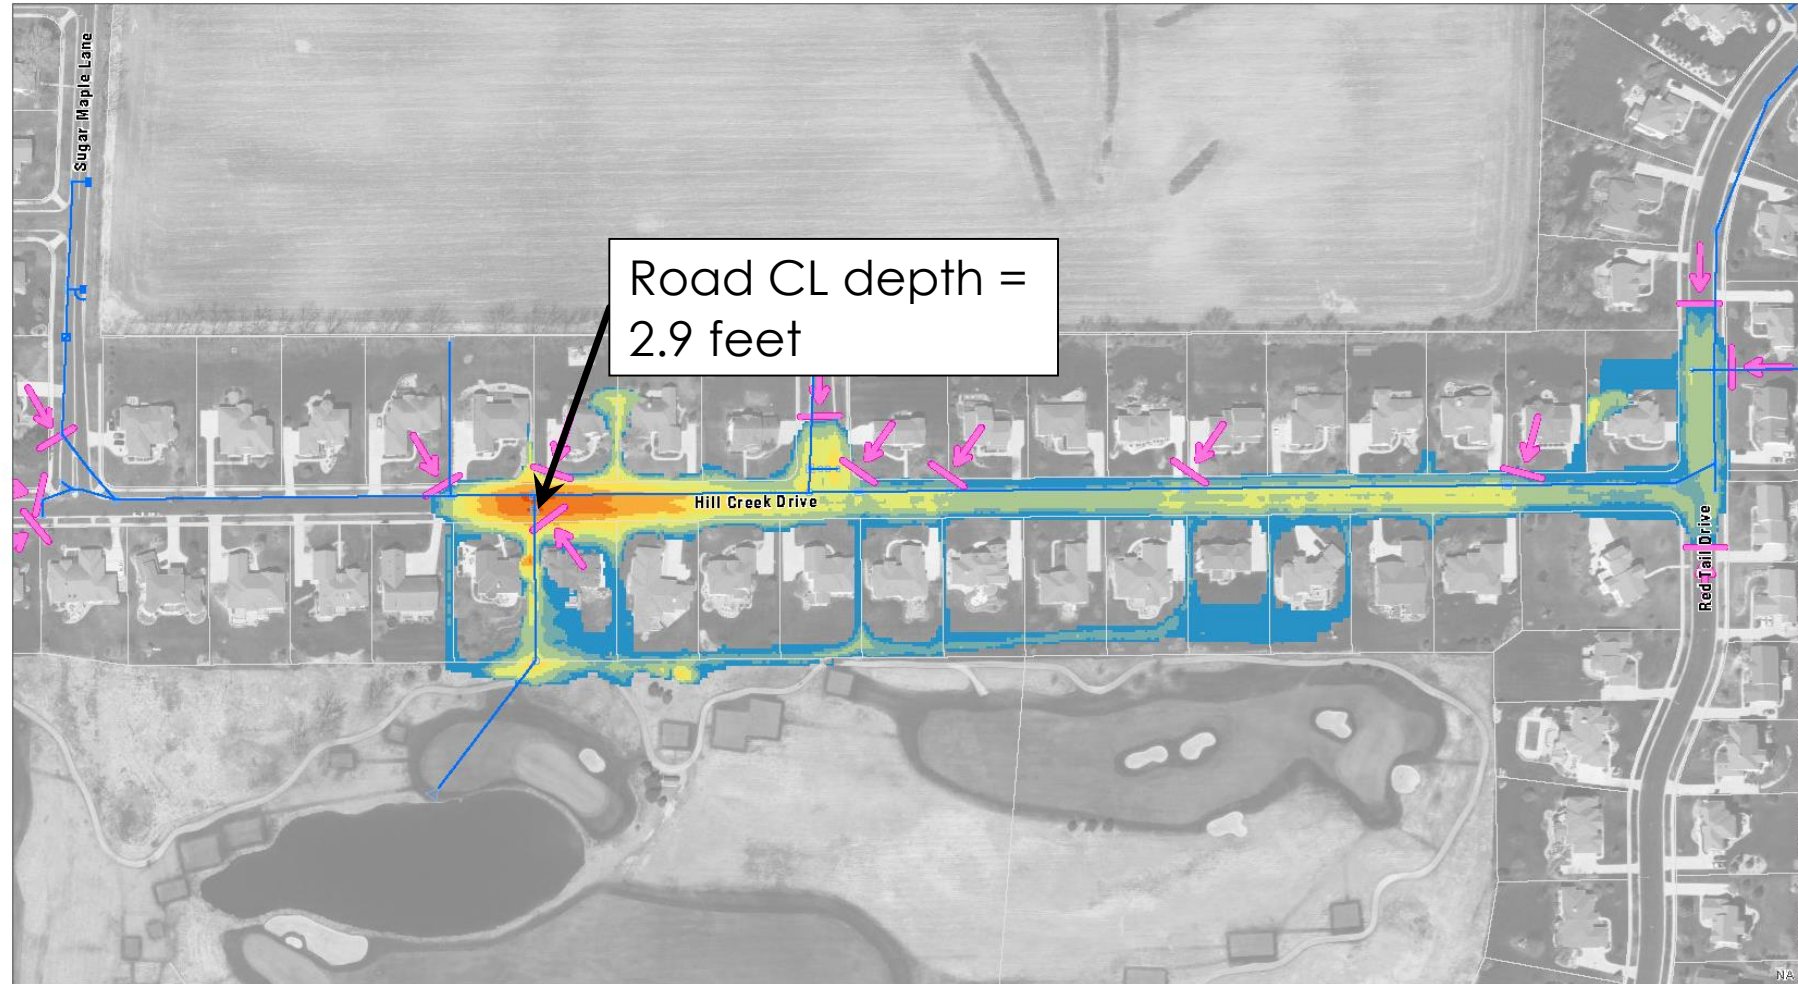 Sugar Maple Lane
Road CL depth =
2.9 feet
Hill Creek Drive
Red Tail Drive
NA